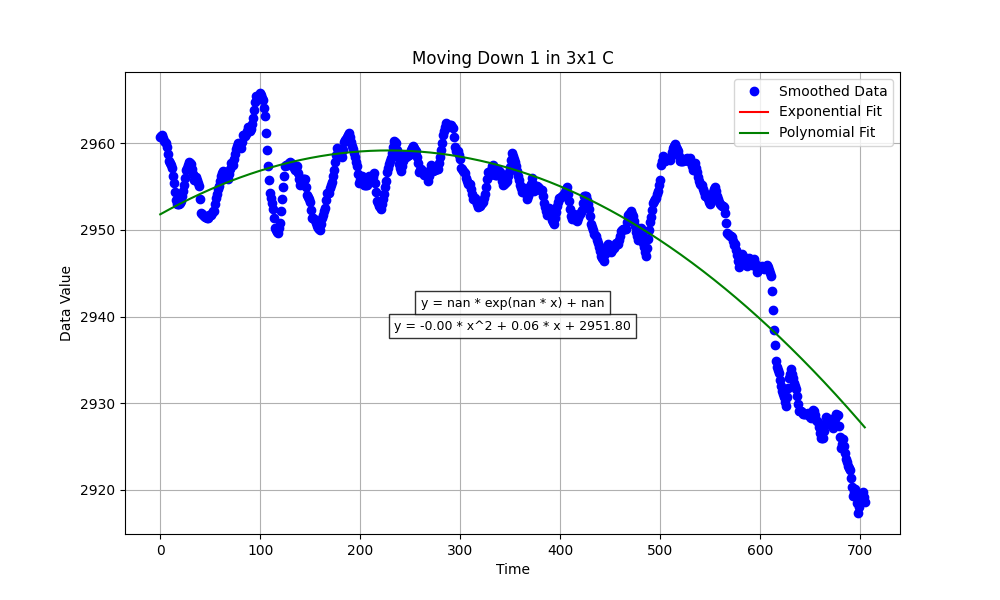 Moving Down 1 in 3x1 C
Smoothed Data
Exponential Fit
Polynomial Fit
Data Value
2960
2950
2940
2930
2920
y = nan * exp(nan * x) + nan
y = -0.00 * x^2 + 0.06 * x + 2951.80
0 100 200 300 400 500 600 700
Time